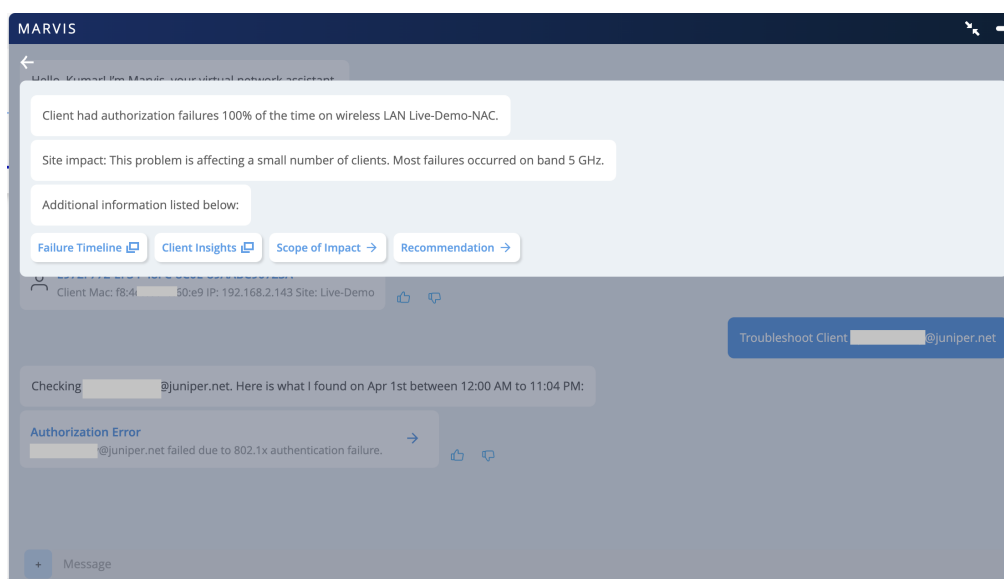 MARVIS
Hello, Kumar! I'm Marvis, your virtual network assistant
Client had authorization failures 100% of the time on wireless LAN Live-Demo-NAC.
Site impact: This problem is affecting a small number of clients. Most failures occurred on band 5 GHz.
Additional information listed below:
Failure Timeline Client Insights Scope of Impact → Recommendation →
Client Mac: f8:4 50:e9 IP: 192.168.2.143 Site: Live-Demo
Troubleshoot Client @juniper.net
Checking @juniper.net. Here is what I found on Apr 1st between 12:00 AM to 11:04 PM:
Authorization Error
@juniper.net failed due to 802.1x authentication failure.
+ Message